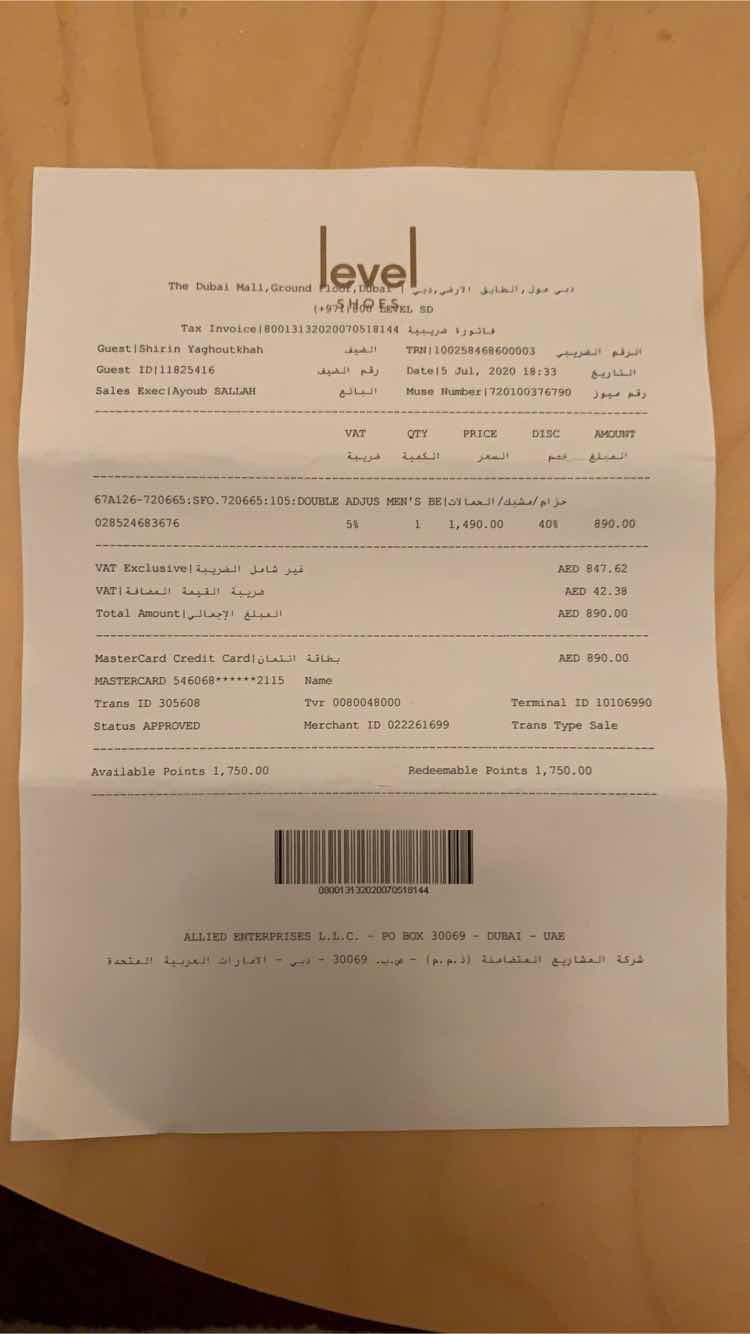 level
SHOES
The Dubai Mall,Ground Floor,Dubai | دبي مول,الطابق الارضي,دبي
(+971)800 LEVEL SD
Tax Invoice|80013132020070518144 فاتورة ضريبية
Guest|Shirin Yaghoutkhah الضيف TRN|100258468600003 الرقم الضريبي
Guest ID|11825416 رقم الضيف Date|5 Jul, 2020 18:33 التاريخ
Sales Exec|Ayoub SALLAH البائع Muse Number|720100376790 رقم ميوز
VAT QTY PRICE DISC AMOUNT
ضريبة الكمية السعر خصم المبلغ
67A126-720665:SFO.720665:105:DOUBLE ADJUS MEN'S BE|حزام/مشبك/الحمالات
028524683676 5% 1 1,490.00 40% 890.00
VAT Exclusive|غير شامل الضريبة AED 847.62
VAT|ضريبة القيمة المضافة AED 42.38
Total Amount|المبلغ الإجمالي AED 890.00
MasterCard Credit Card|بطاقة ائتمان AED 890.00
MASTERCARD 546068******2115 Name
Trans ID 305608 Tvr 0080048000 Terminal ID 10106990
Status APPROVED Merchant ID 022261699 Trans Type Sale
Available Points 1,750.00 Redeemable Points 1,750.00
080013132020070518144
ALLIED ENTERPRISES L.L.C. - PO BOX 30069 - DUBAI - UAE
شركة المشاريع المتضامنة (ذ.م.م) - ص.ب. 30069 - دبي - الامارات العربية المتحدة